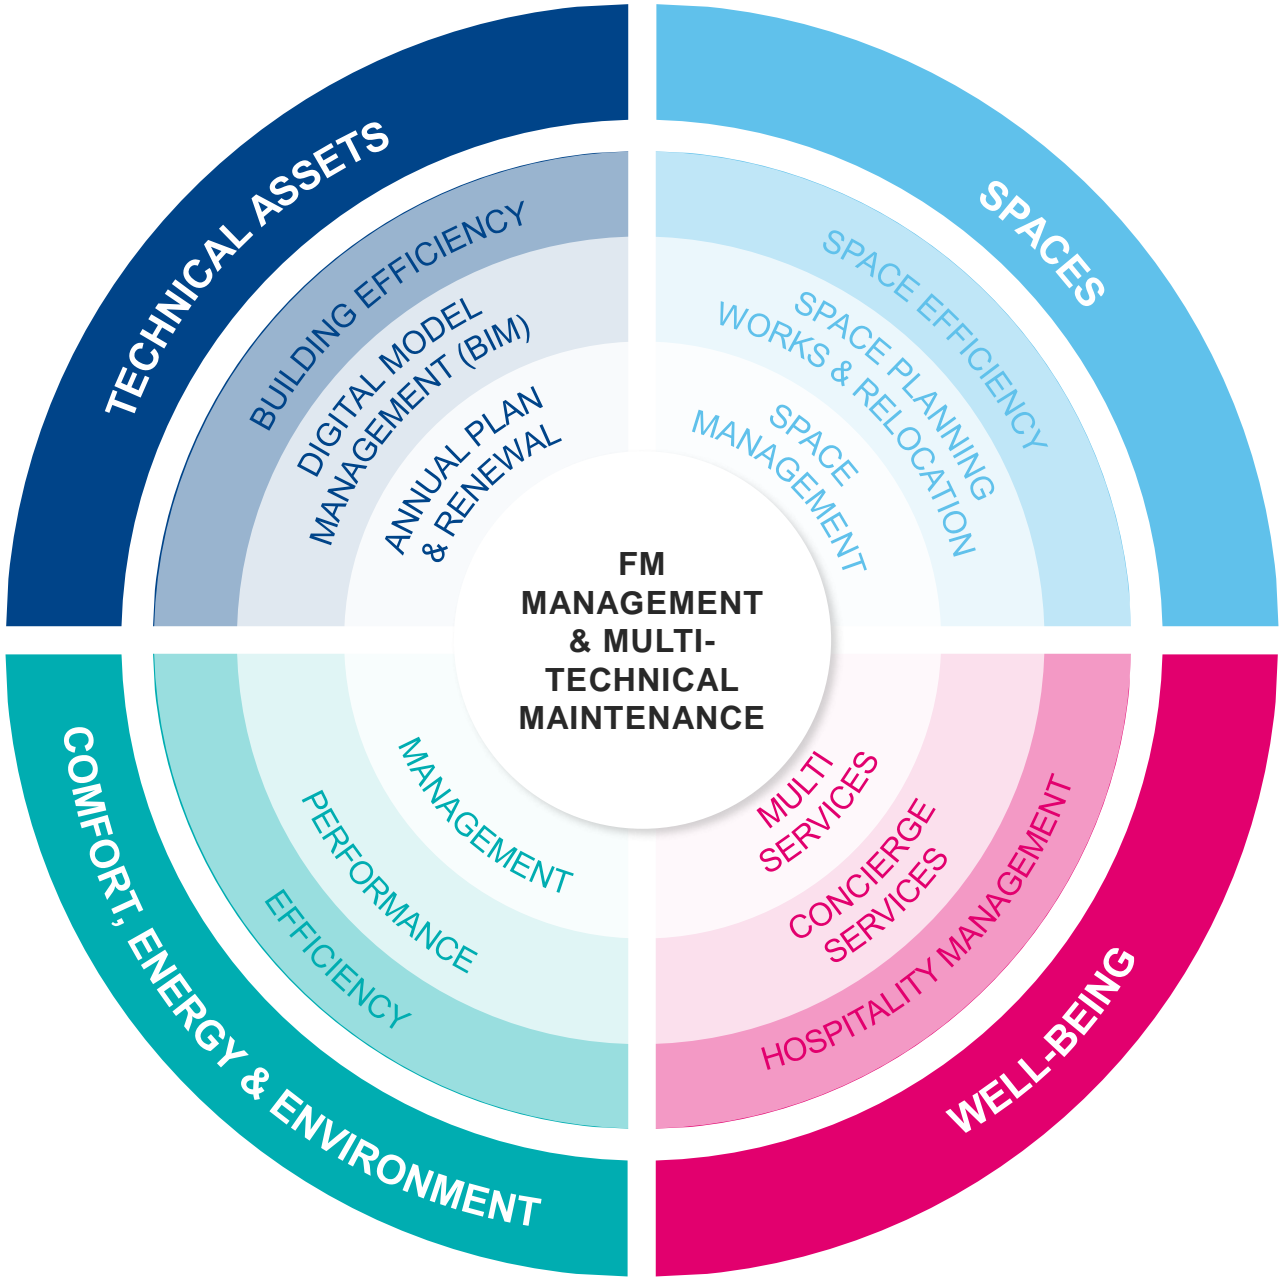 TECHNICAL ASSETS
BUILDING EFFICIENCY
DIGITAL MODEL
MANAGEMENT (BIM)
ANNUAL PLAN
& RENEWAL
SPACES
SPACE EFFICIENCY
SPACE PLANNING
WORKS & RELOCATION
SPACE
MANAGEMENT
FM
MANAGEMENT
& MULTI-
TECHNICAL
MAINTENANCE
COMFORT, ENERGY & ENVIRONMENT
EFFICIENCY
PERFORMANCE
MANAGEMENT
MULTI
SERVICES
CONCIERGE
SERVICES
HOSPITALITY MANAGEMENT
WELL-BEING